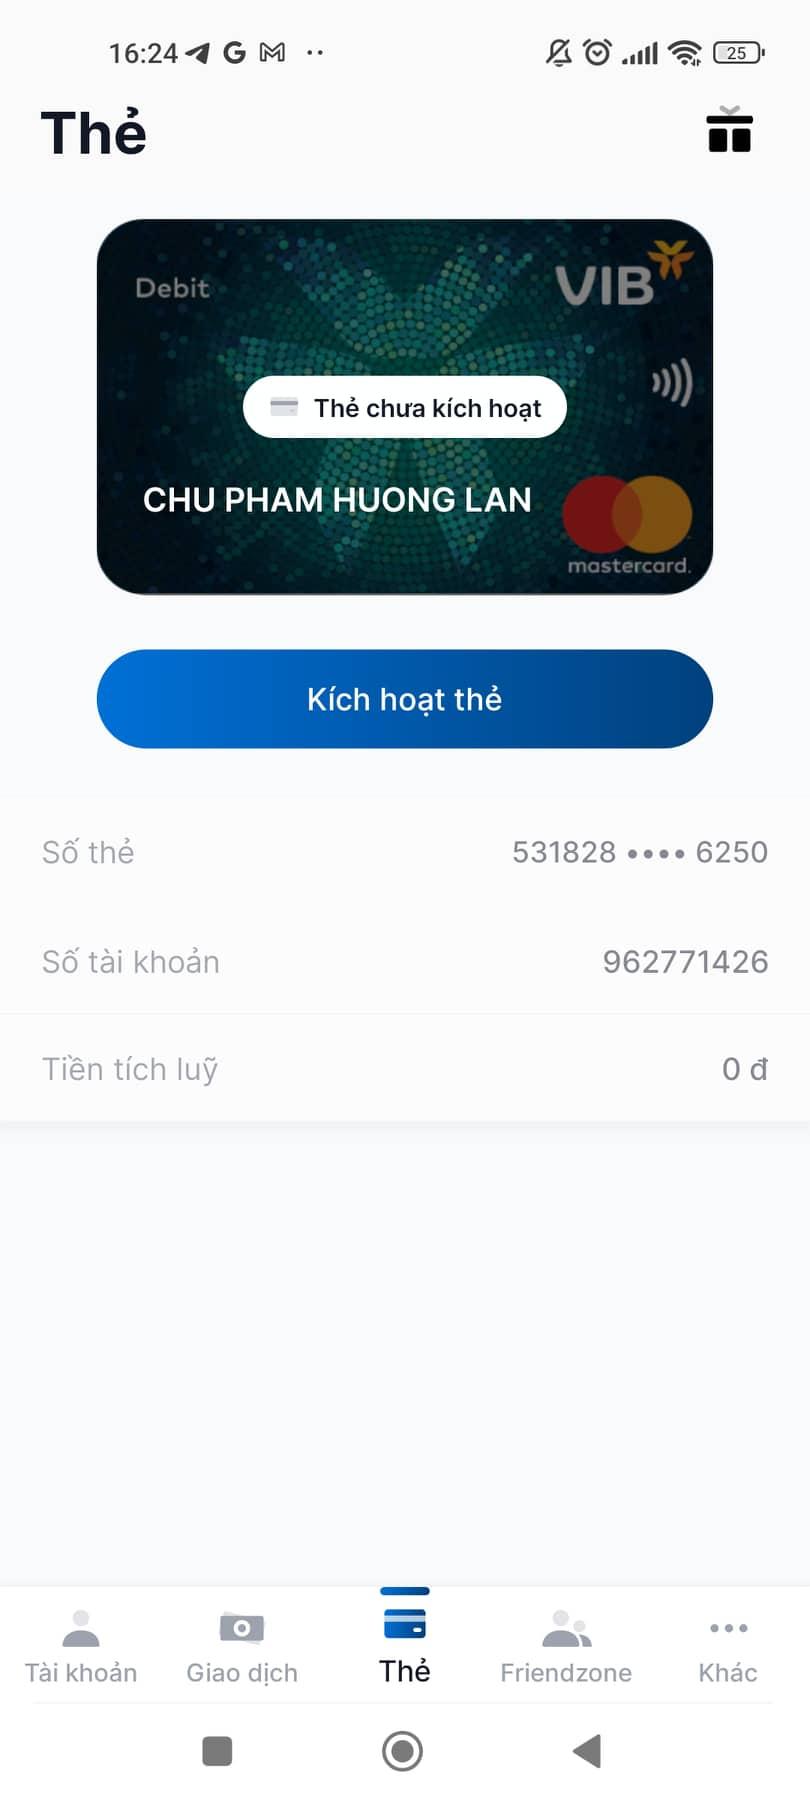 16:24
25
Thẻ
Debit
VIB
Thẻ chưa kích hoạt
CHU PHAM HUONG LAN
mastercard.
Kích hoạt thẻ
Số thẻ 531828 •••• 6250
Số tài khoản 962771426
Tiền tích luỹ 0 đ
Tài khoản Giao dịch Thẻ Friendzone Khác